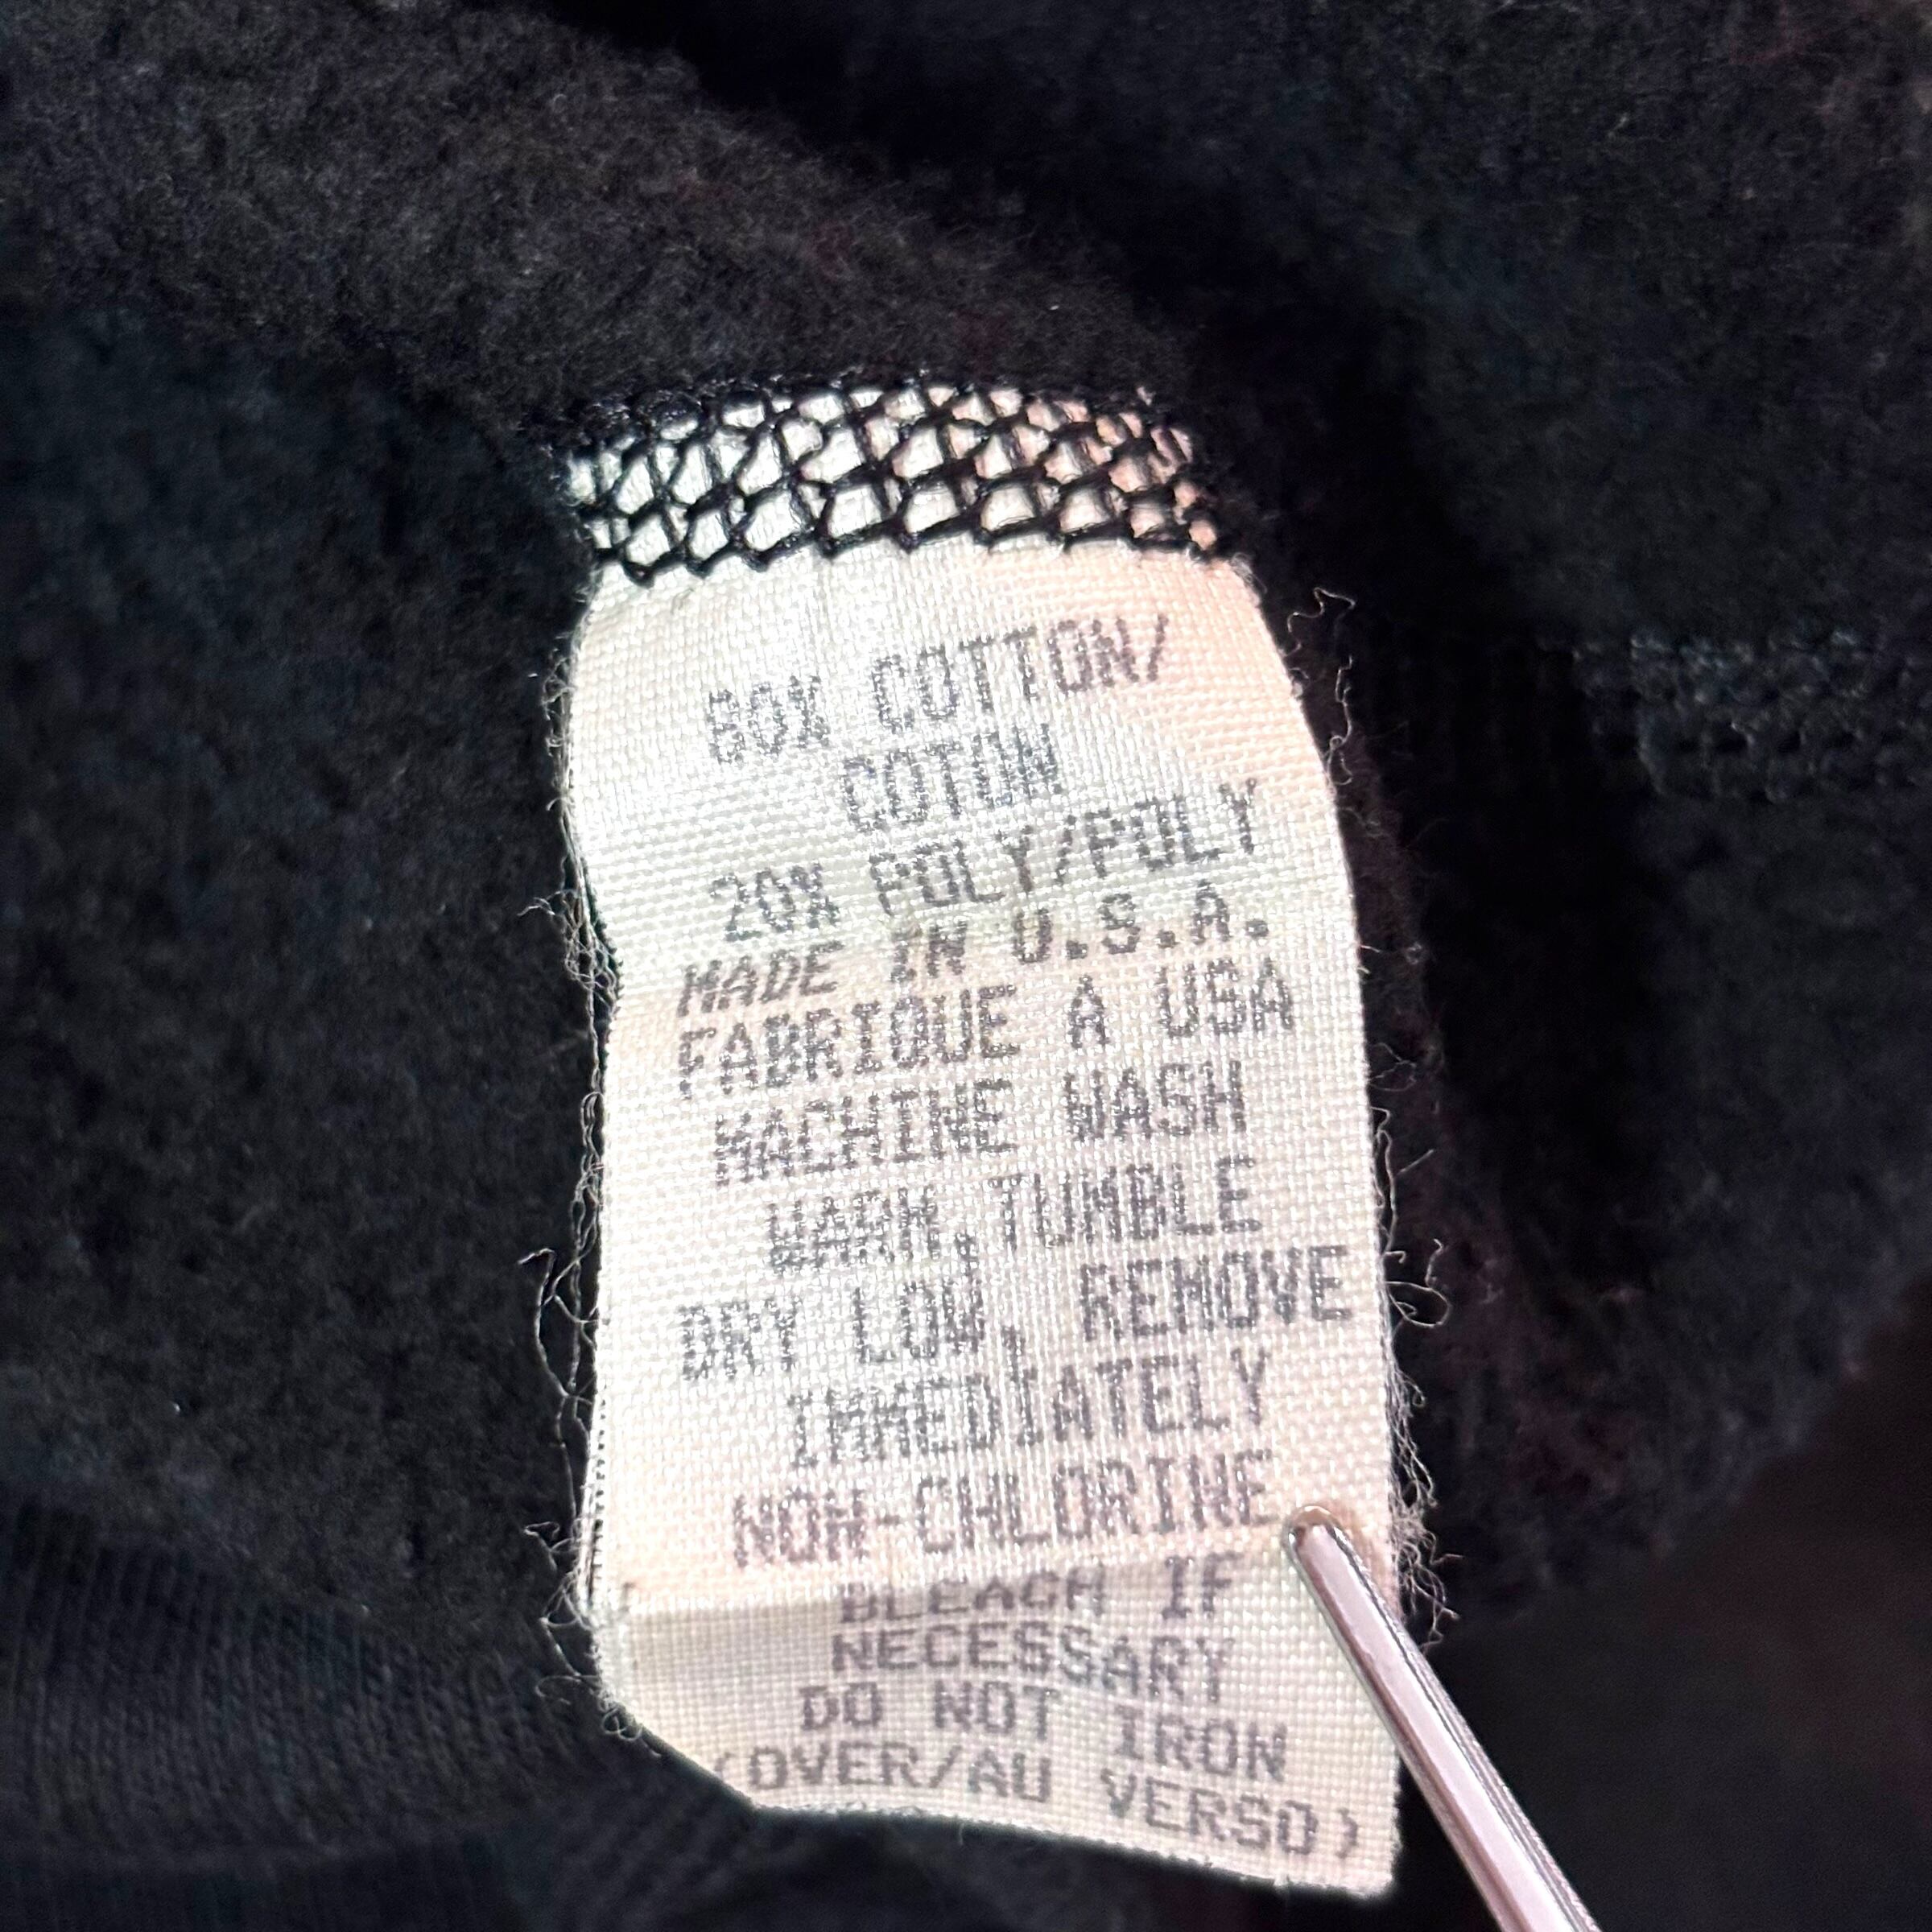 80% COTTON/
COTON
20% POLY/POLY
MADE IN U.S.A.
FABRIQUE A USA
MACHINE WASH
WARM,TUMBLE
DRY LOW, REMOVE
IMMEDIATELY
NON-CHLORINE
BLEACH IF
NECESSARY
DO NOT IRON
(OVER/AU VERSO)